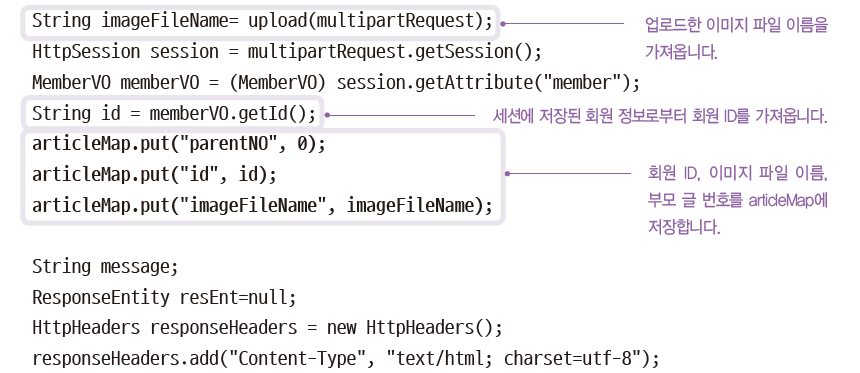 String imageFileName= upload(multipartRequest);
업로드한 이미지 파일 이름을
가져옵니다.
HttpSession session = multipartRequest.getSession();
MemberVO memberVO = (MemberVO) session.getAttribute("member");
String id = memberVO.getId();
세션에 저장된 회원 정보로부터 회원 ID를 가져옵니다.
articleMap.put("parentNO", 0);
articleMap.put("id", id);
articleMap.put("imageFileName", imageFileName);
회원 ID, 이미지 파일 이름,
부모 글 번호를 articleMap에
저장합니다.
String message;
ResponseEntity resEnt=null;
HttpHeaders responseHeaders = new HttpHeaders();
responseHeaders.add("Content-Type", "text/html; charset=utf-8");